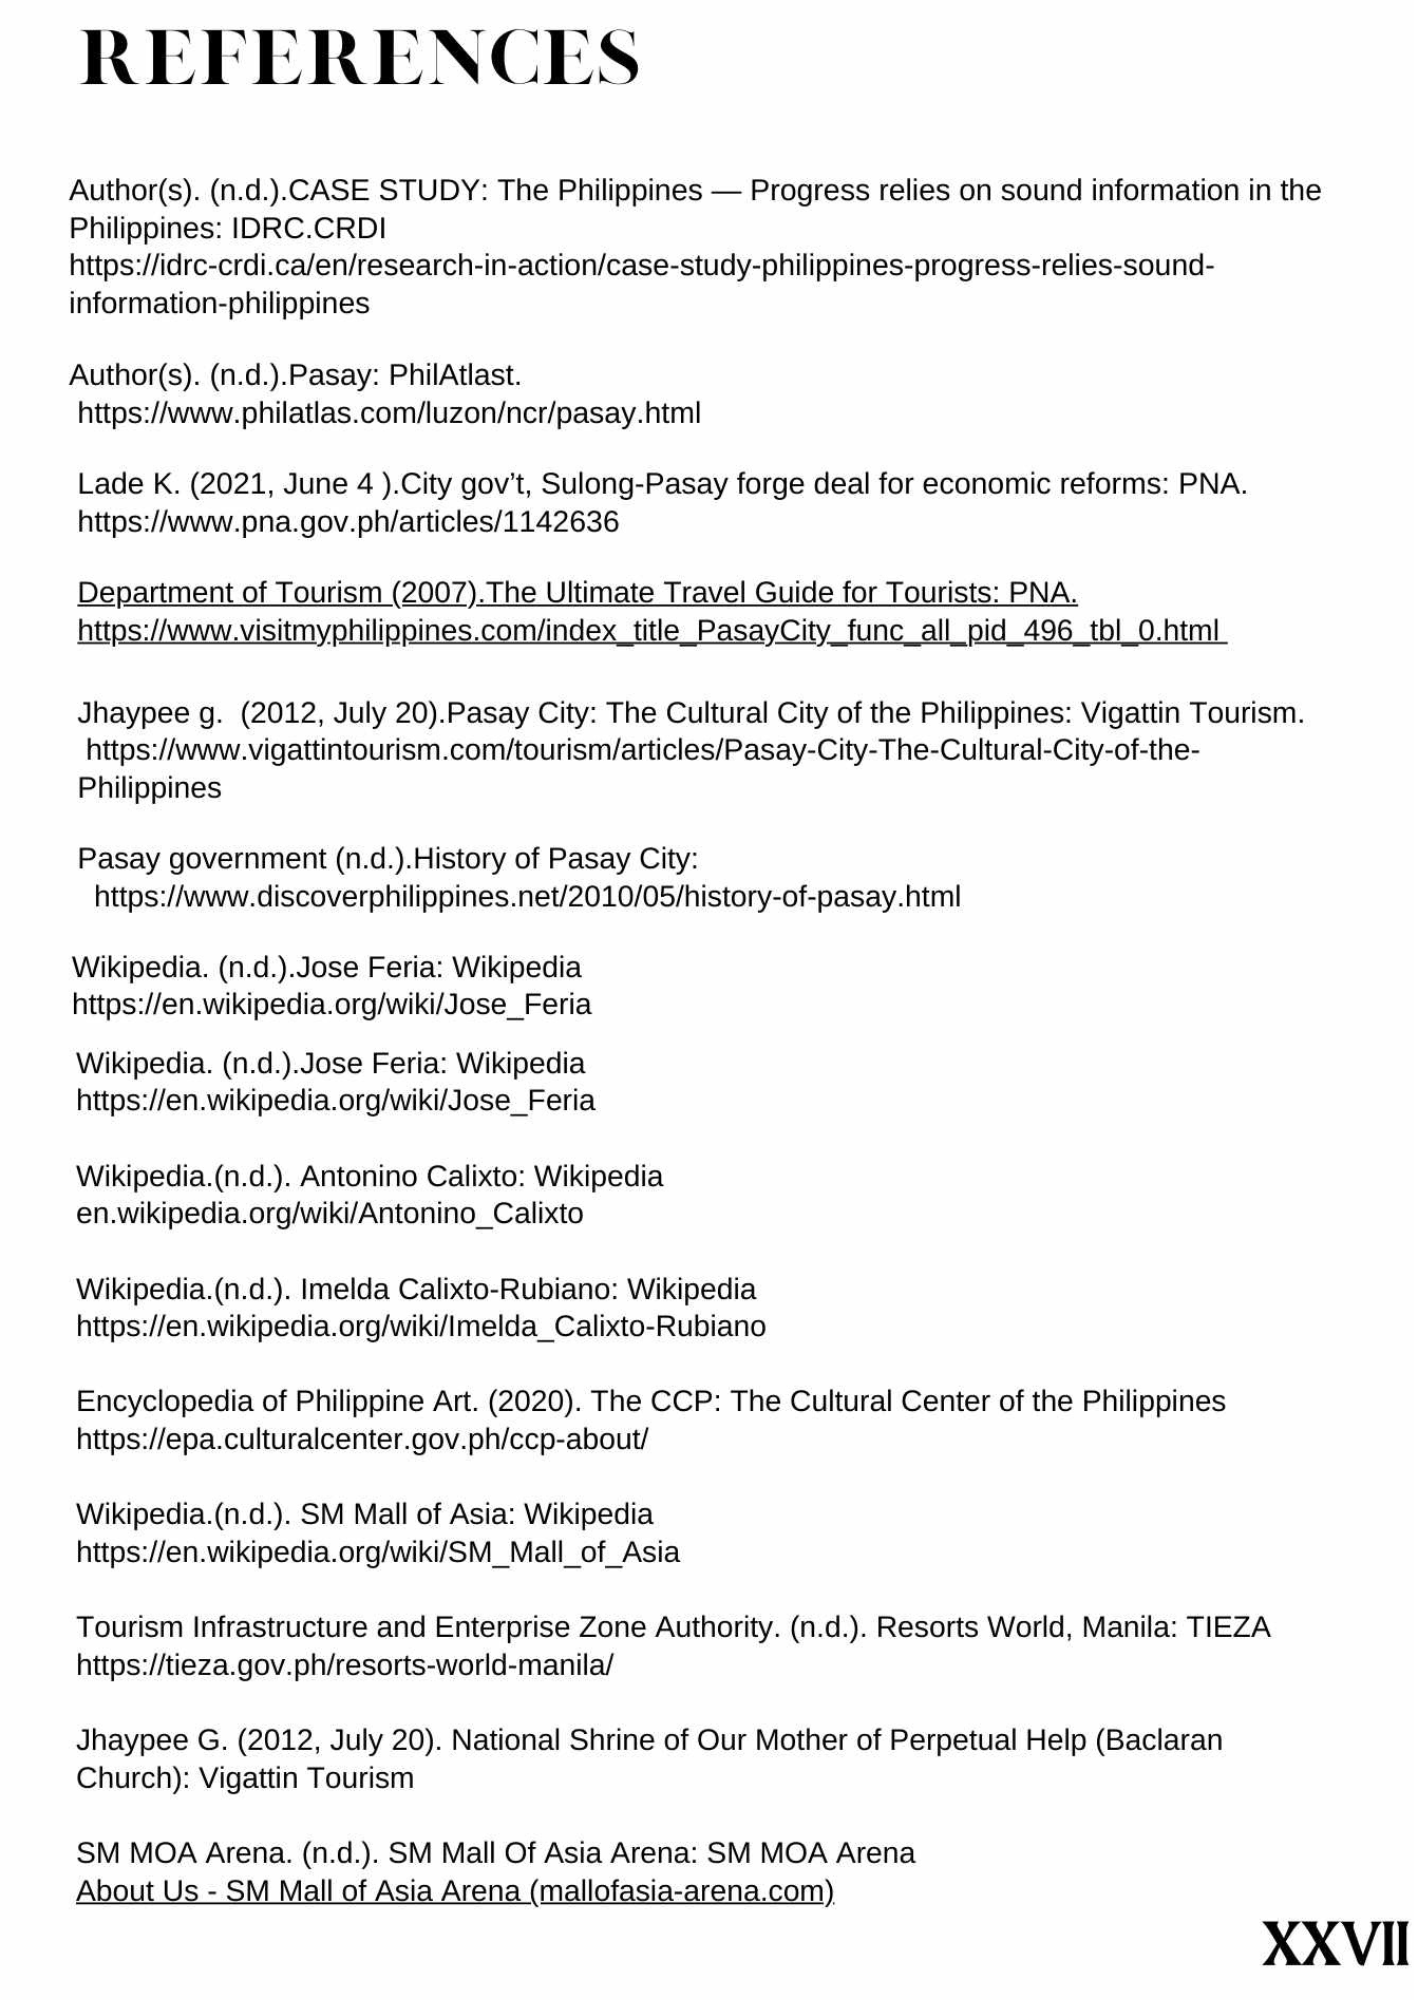 REFERENCES
Author(s). (n.d.).CASE STUDY: The Philippines — Progress relies on sound information in the
Philippines: IDRC.CRDI
https://idrc-crdi.ca/en/research-in-action/case-study-philippines-progress-relies-sound-
information-philippines
Author(s). (n.d.).Pasay: PhilAtlast.
https://www.philatlas.com/luzon/ncr/pasay.html
Lade K. (2021, June 4 ).City gov’t, Sulong-Pasay forge deal for economic reforms: PNA.
https://www.pna.gov.ph/articles/1142636
Department of Tourism (2007).The Ultimate Travel Guide for Tourists: PNA.
https://www.visitmyphilippines.com/index_title_PasayCity_func_all_pid_496_tbl_0.html
Jhaypee g.  (2012, July 20).Pasay City: The Cultural City of the Philippines: Vigattin Tourism.
https://www.vigattintourism.com/tourism/articles/Pasay-City-The-Cultural-City-of-the-
Philippines
Pasay government (n.d.).History of Pasay City:
https://www.discoverphilippines.net/2010/05/history-of-pasay.html
Wikipedia. (n.d.).Jose Feria: Wikipedia
https://en.wikipedia.org/wiki/Jose_Feria
Wikipedia. (n.d.).Jose Feria: Wikipedia
https://en.wikipedia.org/wiki/Jose_Feria
Wikipedia.(n.d.). Antonino Calixto: Wikipedia
en.wikipedia.org/wiki/Antonino_Calixto
Wikipedia.(n.d.). Imelda Calixto-Rubiano: Wikipedia
https://en.wikipedia.org/wiki/Imelda_Calixto-Rubiano
Encyclopedia of Philippine Art. (2020). The CCP: The Cultural Center of the Philippines
https://epa.culturalcenter.gov.ph/ccp-about/
Wikipedia.(n.d.). SM Mall of Asia: Wikipedia
https://en.wikipedia.org/wiki/SM_Mall_of_Asia
Tourism Infrastructure and Enterprise Zone Authority. (n.d.). Resorts World, Manila: TIEZA
https://tieza.gov.ph/resorts-world-manila/
Jhaypee G. (2012, July 20). National Shrine of Our Mother of Perpetual Help (Baclaran
Church): Vigattin Tourism
SM MOA Arena. (n.d.). SM Mall Of Asia Arena: SM MOA Arena
About Us - SM Mall of Asia Arena (mallofasia-arena.com)
XXVII